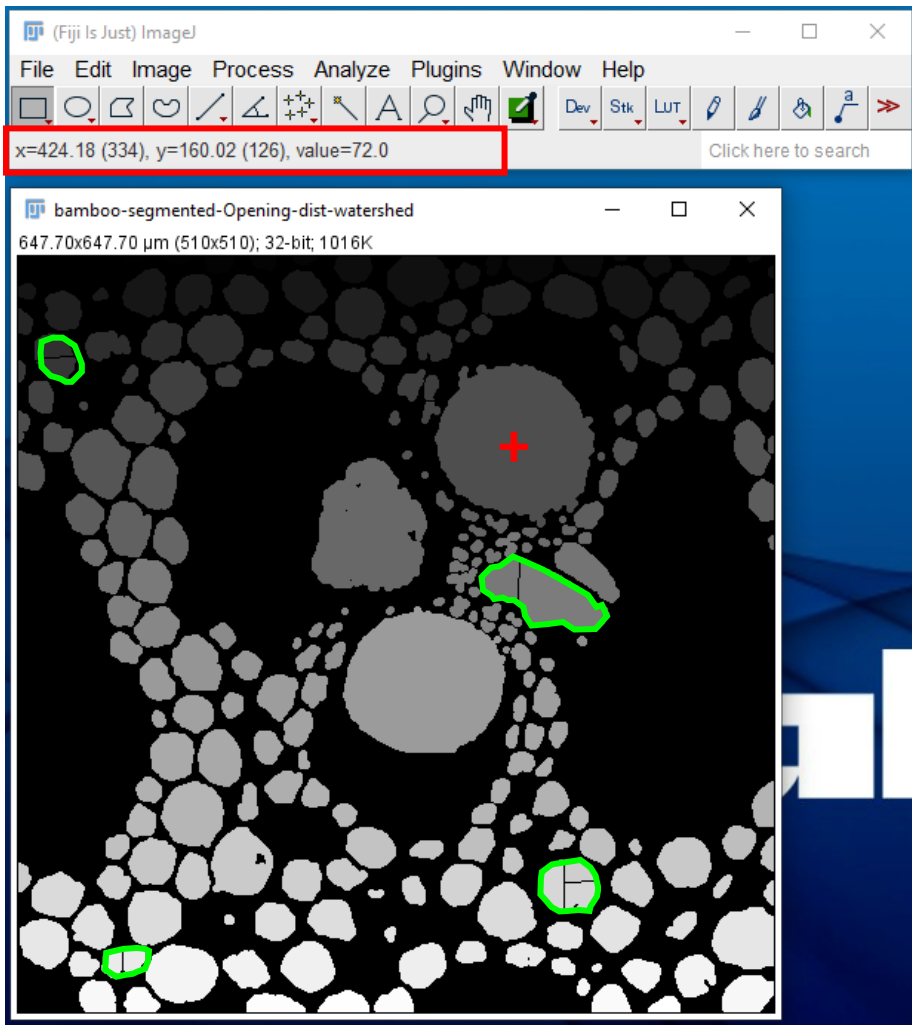 (Fiji Is Just) ImageJ
File Edit Image Process Analyze Plugins Window Help
A Dev Stk LUT a >>
x=424.18 (334), y=160.02 (126), value=72.0 Click here to search
bamboo-segmented-Opening-dist-watershed
647.70x647.70 µm (510x510); 32-bit; 1016K